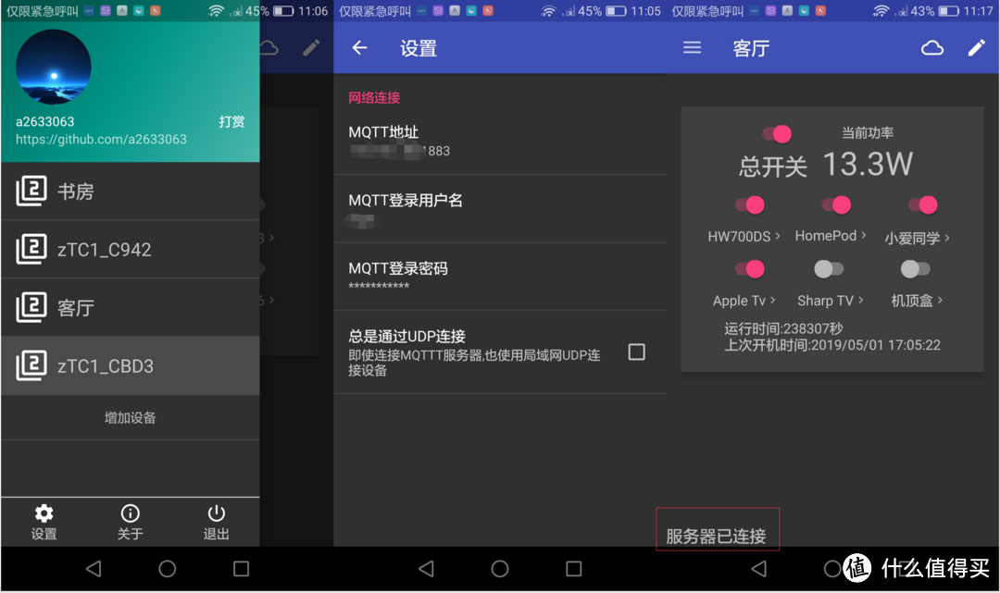 仅限紧急呼叫 45% 11:06
a2633063 打赏
https://github.com/a2633063
书房
zTC1_C942
客厅
zTC1_CBD3
增加设备
设置 关于 退出
仅限紧急呼叫 45% 11:05
设置
网络连接
MQTT地址
1883
MQTT登录用户名
MQTT登录密码
***********
总是通过UDP连接
即使连接MQTTT服务器,也使用局域网UDP连
接设备
仅限紧急呼叫 43% 11:17
客厅
当前功率
总开关 13.3W
HW700DS > HomePod > 小爱同学 >
Apple Tv > Sharp TV > 机顶盒 >
运行时间:238307秒
上次开机时间:2019/05/01 17:05:22
服务器已连接
值 什么值得买